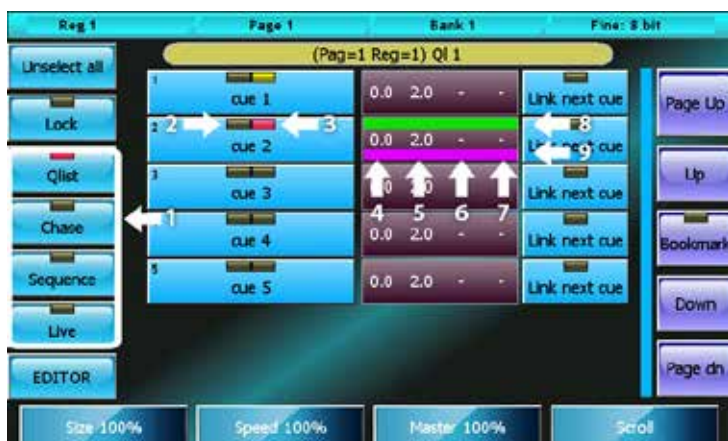 Reg 1 Page 1 Bank 1 Fine: 8 bit
(Pag=1 Reg=1) Ql 1
Unselect all
Lock
Qlist
Chase
Sequence
Live
EDITOR
1
1 cue 1 0.0 2.0 - - Link next cue
2 3 8
2 cue 2 0.0 2.0 - - next cue
9
3 cue 3 Link next cue
4 5 6 7
cue 4 0.0 2.0 - - Link next cue
5 cue 5 0.0 2.0 - - Link next cue
Page Up
Up
Bookmark
Down
Page dn
Size 100% Speed 100% Master 100% Scroll